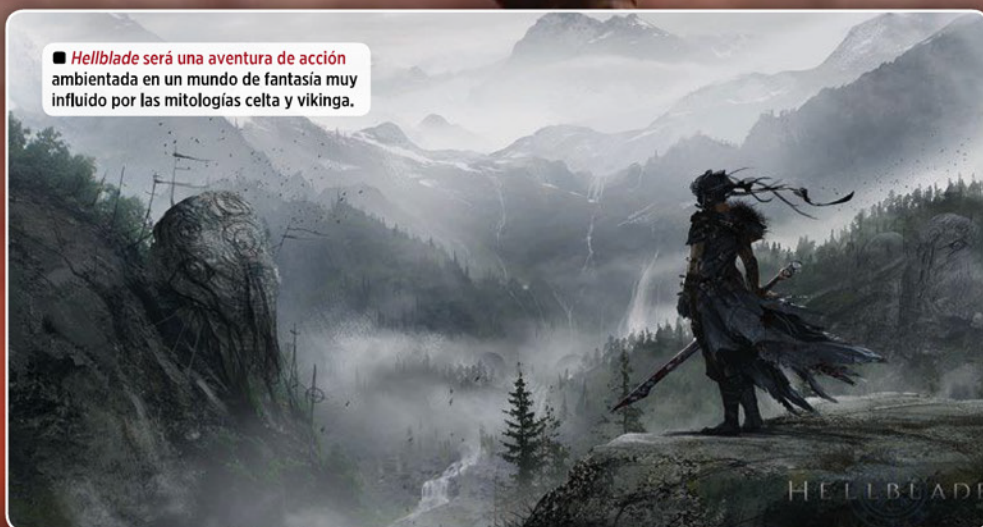 ■ Hellblade será una aventura de acción
ambientada en un mundo de fantasía muy
influido por las mitologías celta y vikinga.
HELLBLADE